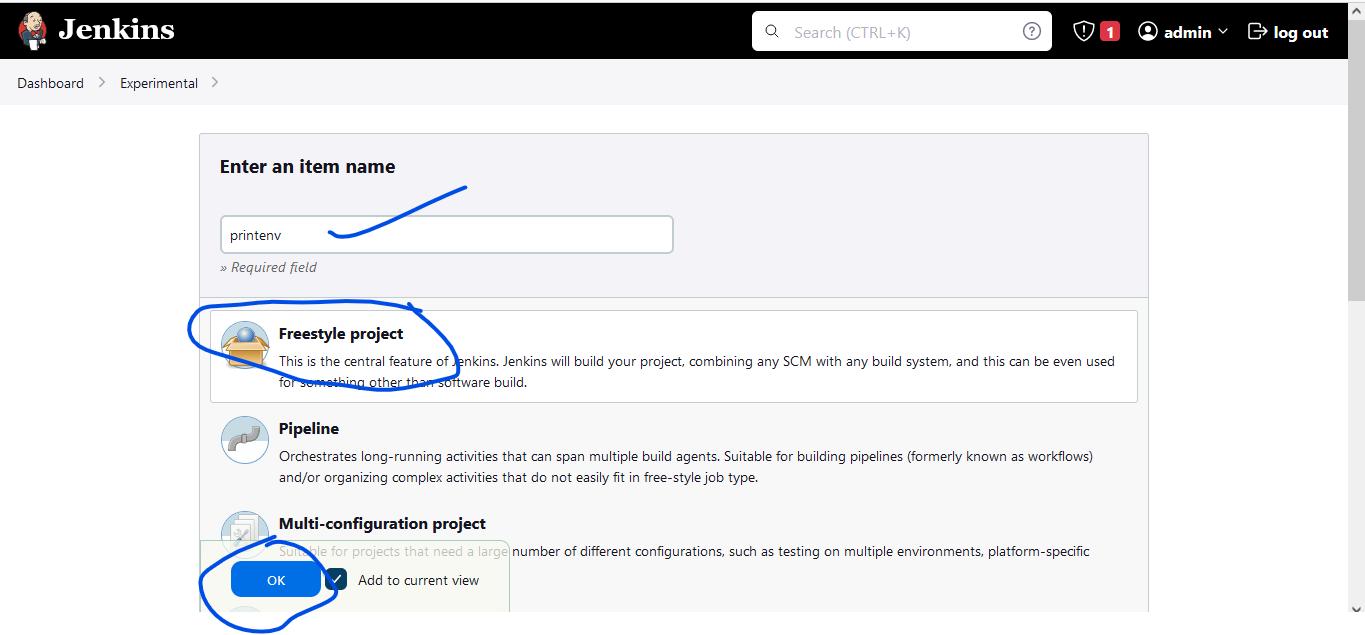 Jenkins
Search (CTRL+K)
1
admin
log out
Dashboard
Experimental
Enter an item name
printenv
» Required field
Freestyle project
This is the central feature of Jenkins. Jenkins will build your project, combining any SCM with any build system, and this can be even used
for something other than software build.
Pipeline
Orchestrates long-running activities that can span multiple build agents. Suitable for building pipelines (formerly known as workflows)
and/or organizing complex activities that do not easily fit in free-style job type.
Multi-configuration project
Suitable for projects that need a large number of different configurations, such as testing on multiple environments, platform-specific
OK
Add to current view